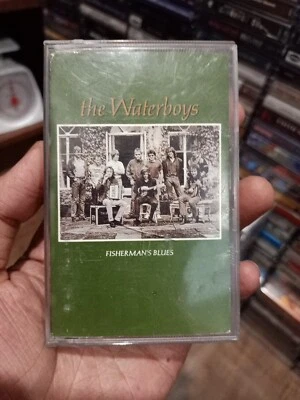 the Waterboys
FISHERMAN'S BLUES